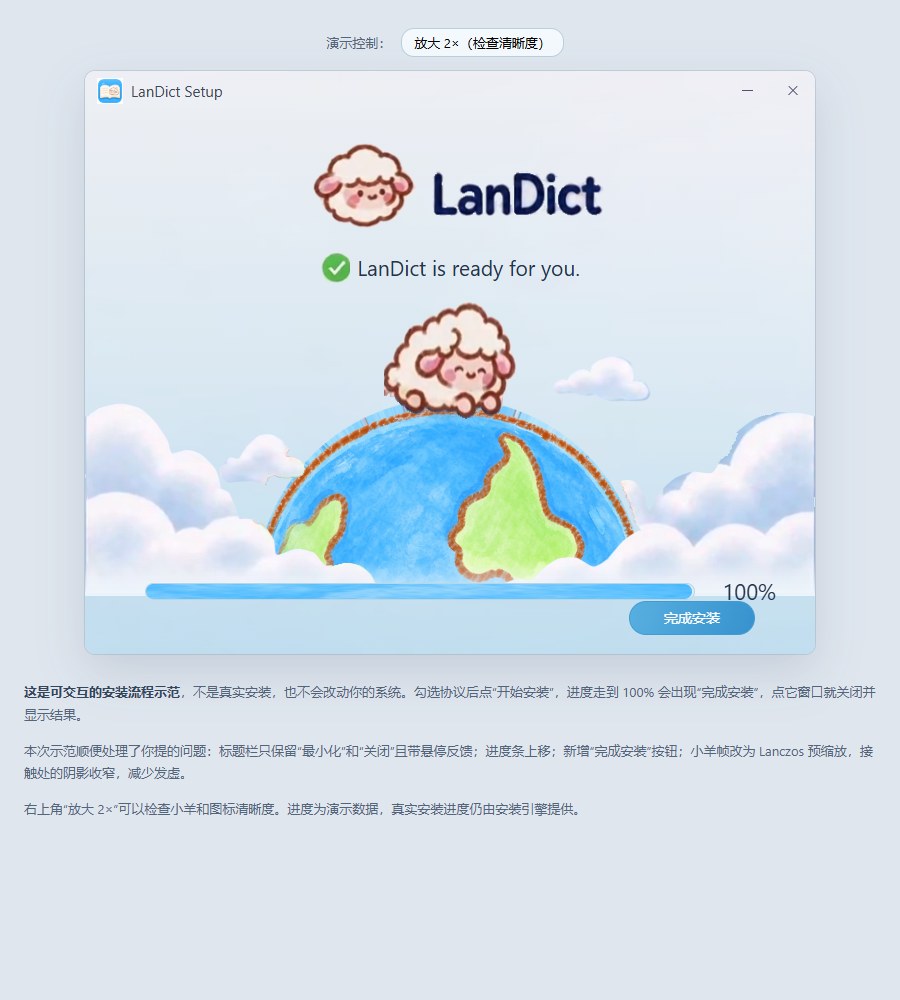 演示控制：
放大 2×（检查清晰度）
LanDict Setup
LanDict
LanDict is ready for you.
100%
完成安装
这是可交互的安装流程示范，不是真实安装，也不会改动你的系统。勾选协议后点“开始安装”，进度走到 100% 会出现“完成安装”，点它窗口就关闭并
显示结果。
本次示范顺便处理了你提的问题：标题栏只保留“最小化”和“关闭”且带悬停反馈；进度条上移；新增“完成安装”按钮；小羊帧改为 Lanczos 预缩放，接
触处的阴影收窄，减少发虚。
右上角“放大 2×”可以检查小羊和图标清晰度。进度为演示数据，真实安装进度仍由安装引擎提供。